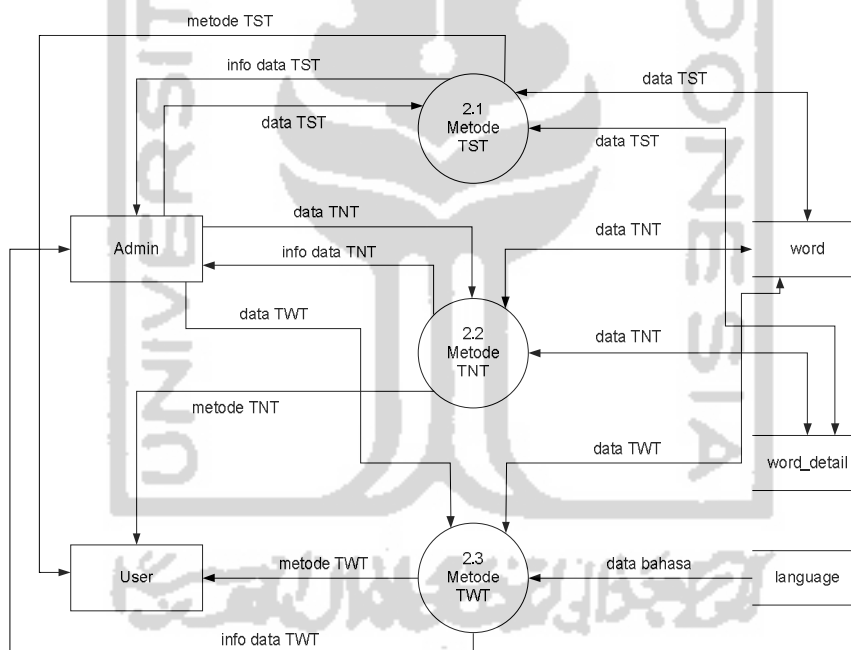 metode TST
info data TST
data TST
data TST
2.1
Metode
TST
data TST
data TNT
Admin
info data TNT
data TNT
word
data TWT
2.2
Metode
TNT
data TNT
metode TNT
data TWT
word_detail
2.3
Metode
TWT
User
metode TWT
data bahasa
language
info data TWT
UNIVERSIT
ONESIA